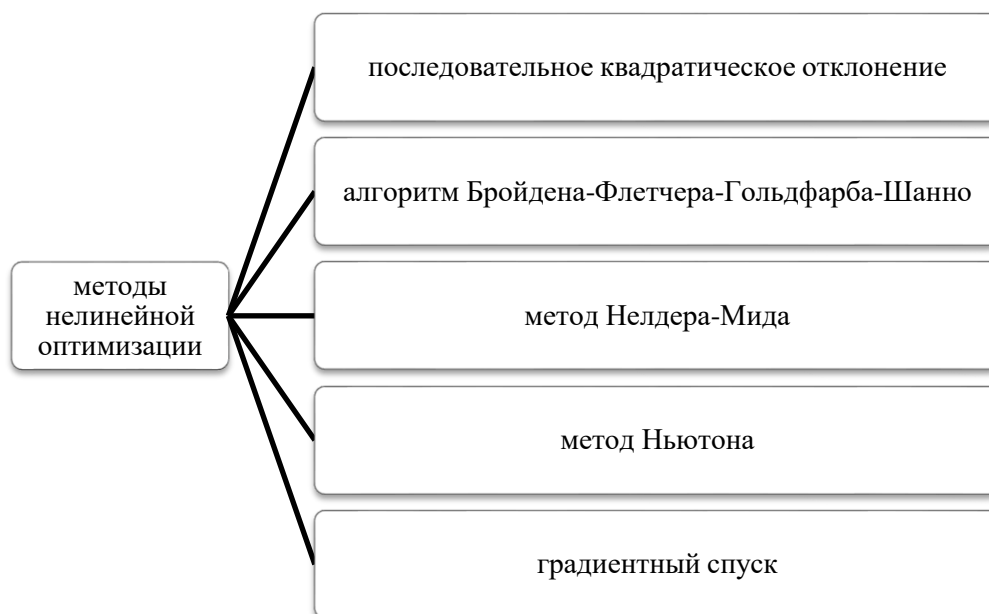 последовательное квадратическое отклонение
алгоритм Бройдена-Флетчера-Гольдфарба-Шанно
методы
нелинейной
оптимизации
метод Нелдера-Мида
метод Ньютона
градиентный спуск